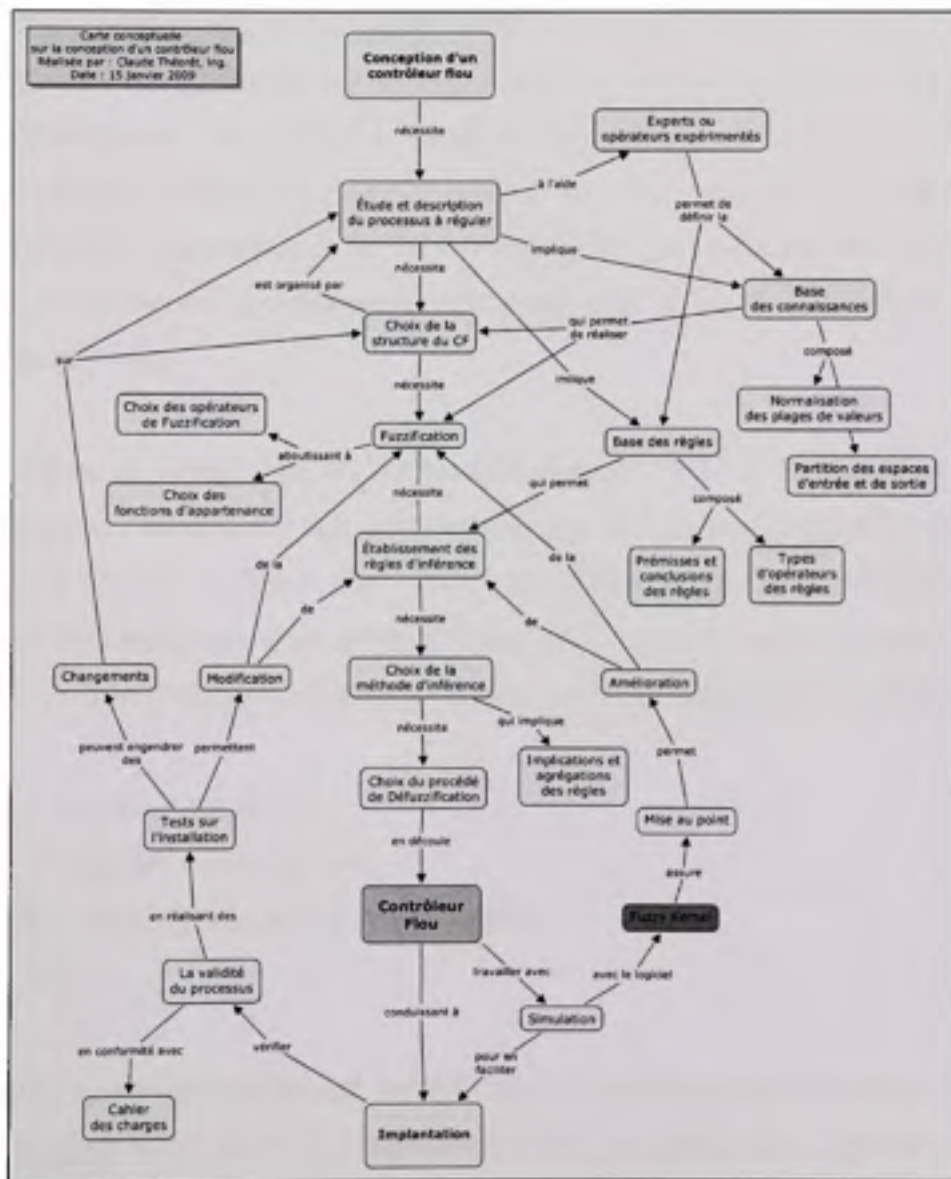 Carte conceptuelle
sur la conception d'un contrôleur flou
Réalisée par : Claude Théorêt, ing.
Date : 15 Janvier 2009
Conception d'un
contrôleur flou
nécessite
Experts ou
opérateurs expérimentés
à l'aide
Étude et description
du processus à réguler
permet de
définir la
implique
nécessite
est organisé par
Base
des connaissances
Choix de la
structure du CF
qui permet
de réaliser
sur
composé
imlique
nécessite
Normalisation
des plages de valeurs
Choix des opérateurs
de Fuzzification
Fuzzification
Base des règles
aboutissant à
Partition des espaces
d'entrée et de sortie
Choix des
fonctions d'appartenance
nécessite
qui permet
composé
Établissement des
règles d'inférence
de la
de la
Prémisses et
conclusions
des règles
Types
d'opérateurs
des règles
de
nécessite
de
Changements
Modification
Choix de la
méthode d'inférence
Amélioration
qui implique
nécessite
peuvent engendrer
des
permettent
permet
Implications et
agrégations
des règles
Choix du procédé
de Défuzzification
Tests sur
l'installation
Mise au point
en découle
assure
Contrôleur
Flou
Fuzzy Kernel
en réalisant des
travailler avec
avec le logiciel
La validité
du processus
conduissant à
Simulation
en conformité avec
vérifier
pour en
faciliter
Cahier
des charges
Implantation